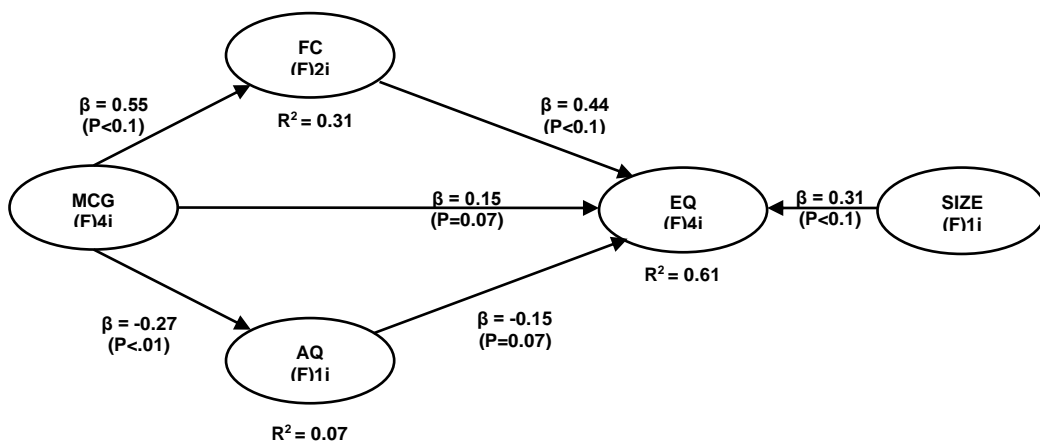 FC
(F)2i
R² = 0.31
β = 0.55
(P<0.1)
β = 0.44
(P<0.1)
MCG
(F)4i
β = 0.15
(P=0.07)
EQ
(F)4i
R² = 0.61
β = 0.31
(P<0.1)
SIZE
(F)1i
β = -0.27
(P<.01)
β = -0.15
(P=0.07)
AQ
(F)1i
R² = 0.07